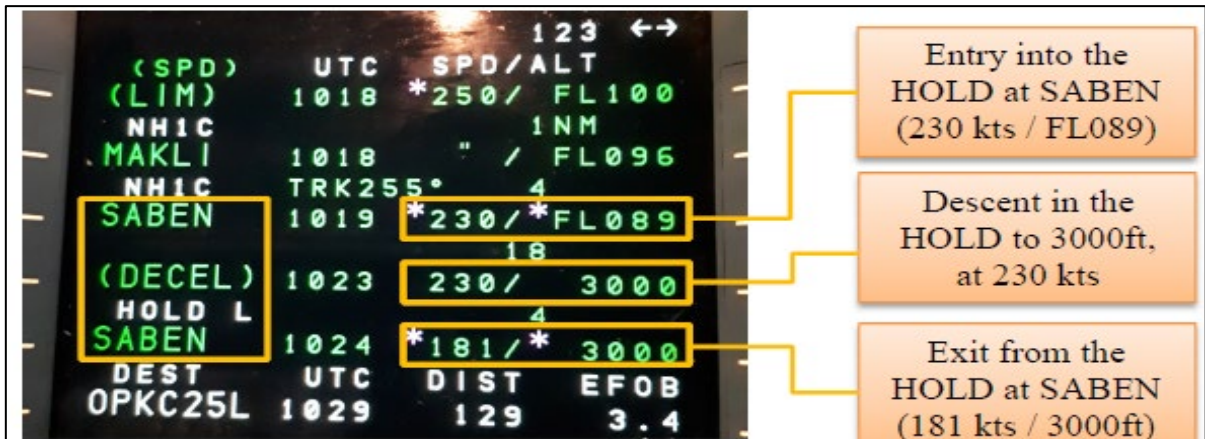 123 ←→
(SPD) UTC SPD/ALT
(LIM) 1018 *250/ FL100
NH1C 1NM
MAKLI 1018 " / FL096
NH1C TRK255° 4
SABEN 1019 *230/*FL089
18
(DECEL) 1023 230/ 3000
HOLD L 4
SABEN 1024 *181/* 3000
DEST UTC DIST EFOB
OPKC25L 1029 129 3.4
Entry into the
HOLD at SABEN
(230 kts / FL089)
Descent in the
HOLD to 3000ft,
at 230 kts
Exit from the
HOLD at SABEN
(181 kts / 3000ft)